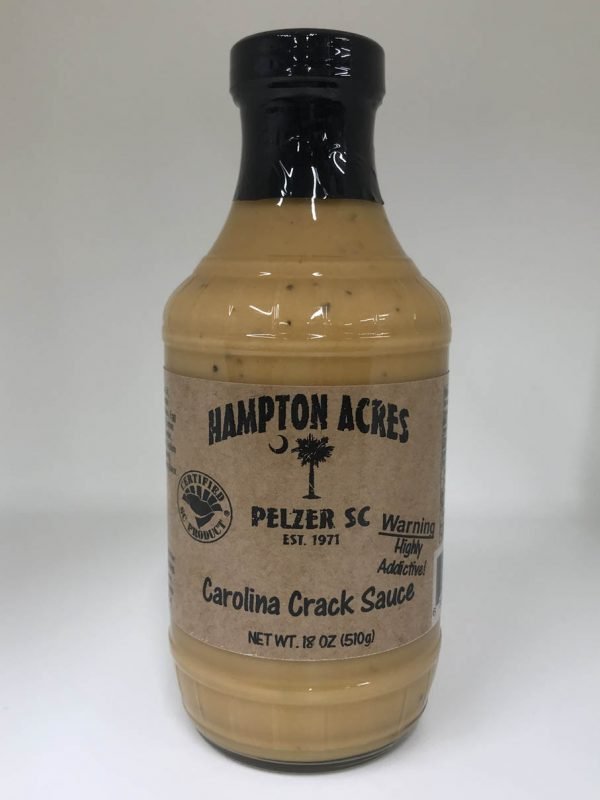 HAMPTON ACRES
CERTIFIED
SC PRODUCT
PELZER SC
EST. 1971
Warning
Highly
Addictive!
Carolina Crack Sauce
NET WT. 18 OZ (510g)